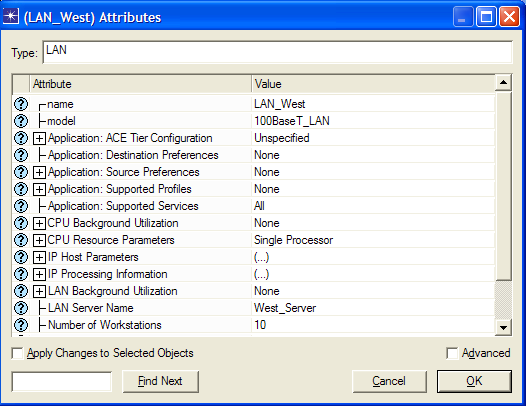 (LAN_West) Attributes
Type: LAN
Attribute Value
name LAN_West
model 100BaseT_LAN
Application: ACE Tier Configuration Unspecified
Application: Destination Preferences None
Application: Source Preferences None
Application: Supported Profiles None
Application: Supported Services All
CPU Background Utilization None
CPU Resource Parameters Single Processor
IP Host Parameters (...)
IP Processing Information (...)
LAN Background Utilization None
LAN Server Name West_Server
Number of Workstations 10
Apply Changes to Selected Objects Advanced
Find Next Cancel OK